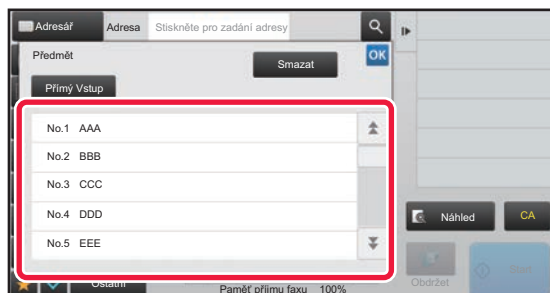 Adresář Adresa Stiskněte pro zadání adresy
Předmět Smazat OK
Přímý Vstup
No.1 AAA
No.2 BBB
No.3 CCC
No.4 DDD
No.5 EEE
Náhled CA
Ostatní Obdržet Start
Paměť příjmu faxu 100%